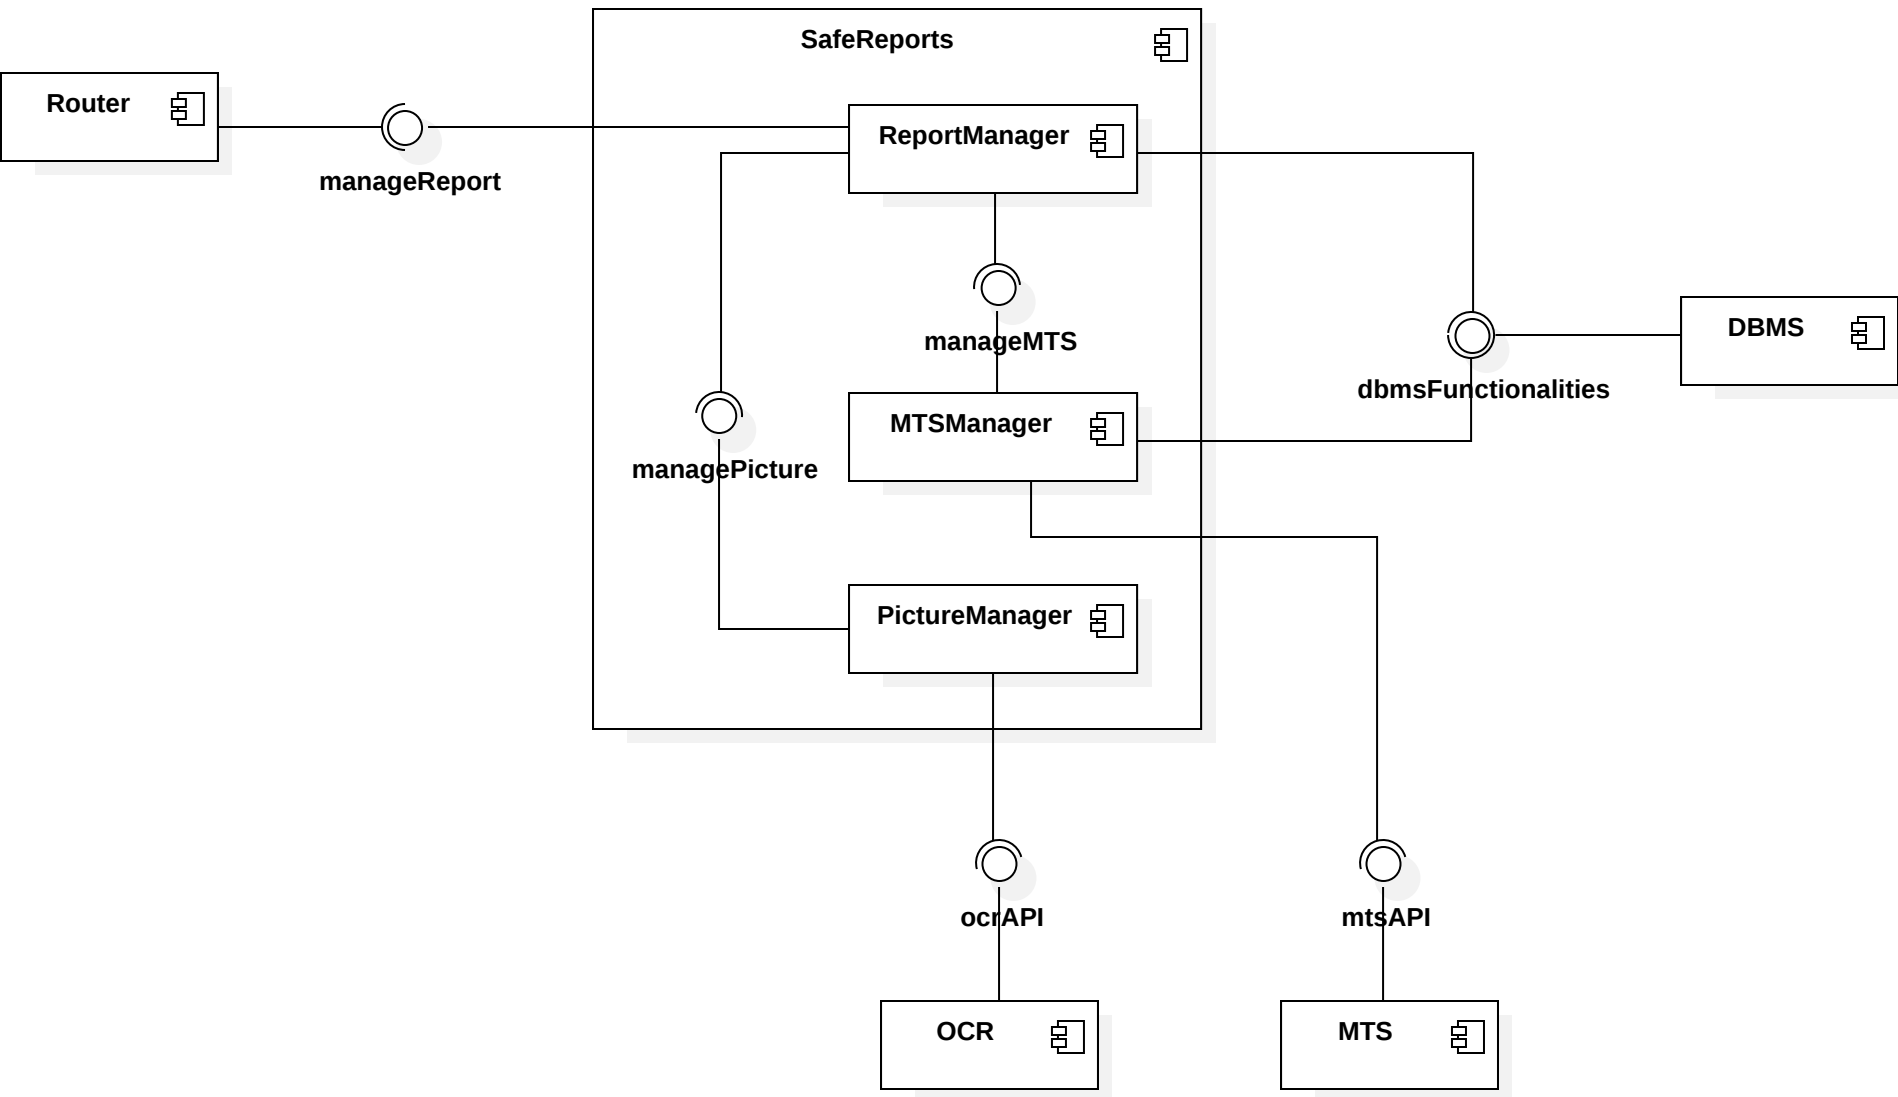 SafeReports
Router
ReportManager
manageReport
manageMTS
DBMS
dbmsFunctionalities
MTSManager
managePicture
PictureManager
ocrAPI
mtsAPI
OCR
MTS